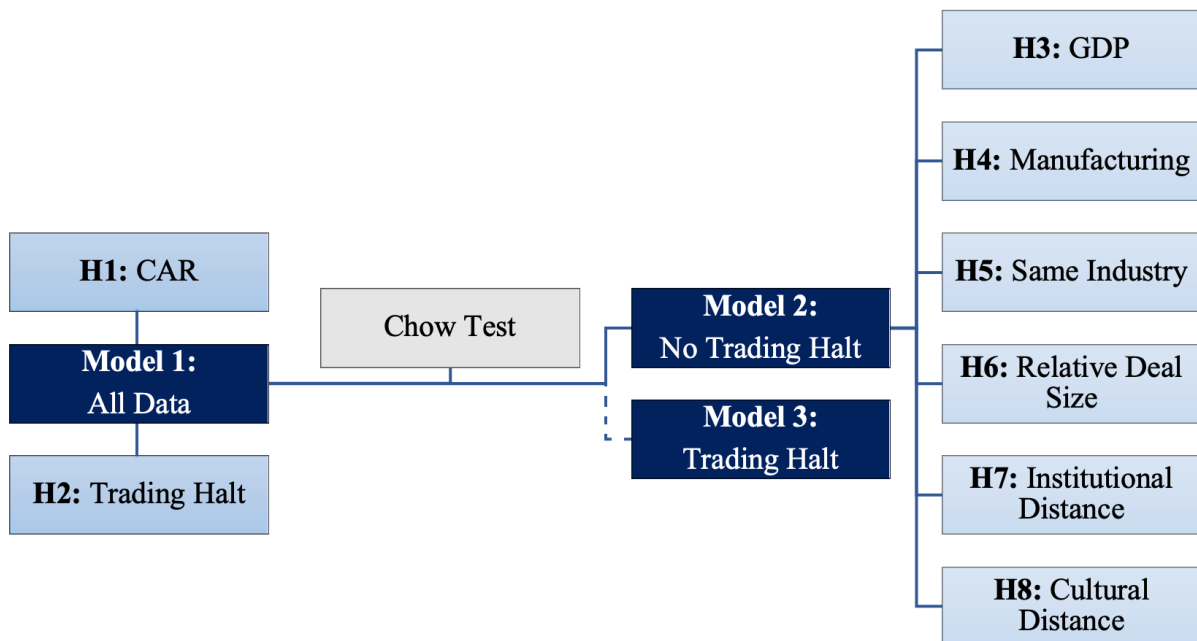 H1: CAR
Model 1:
All Data
H2: Trading Halt
Chow Test
Model 2:
No Trading Halt
Model 3:
Trading Halt
H3: GDP
H4: Manufacturing
H5: Same Industry
H6: Relative Deal
Size
H7: Institutional
Distance
H8: Cultural
Distance